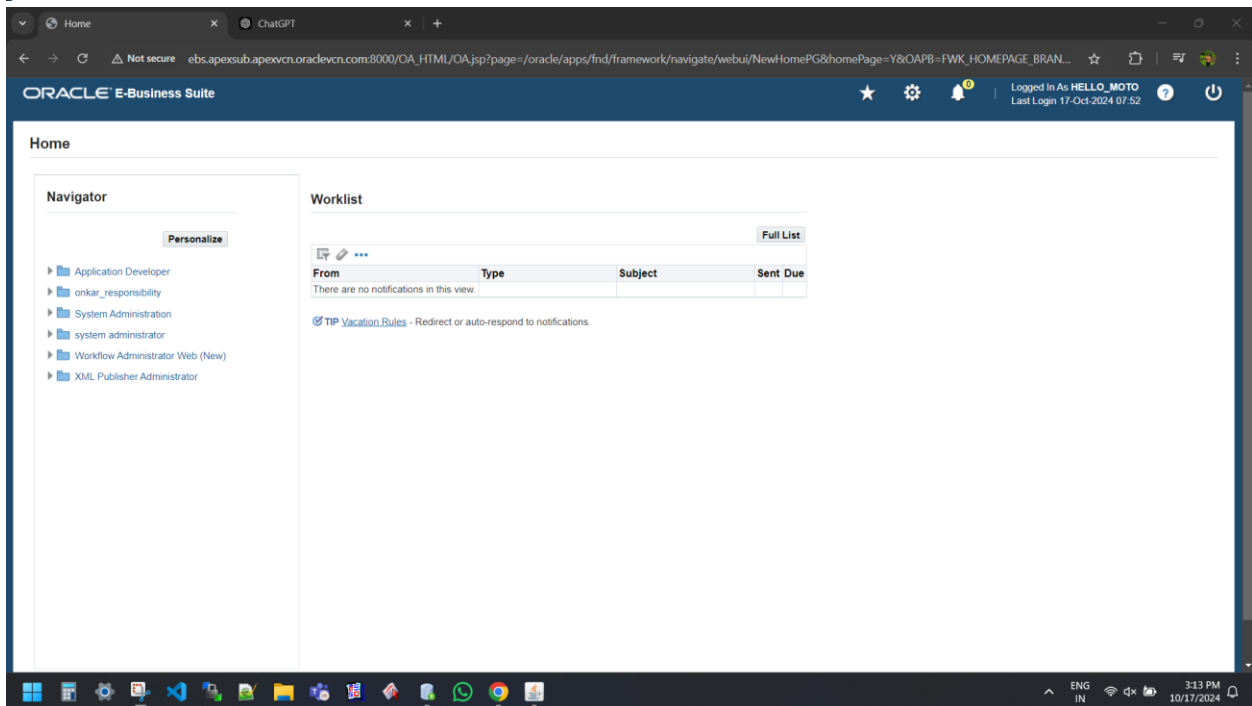 Home
ChatGPT
Not secure ebs.apexsub.apexvcn.oraclevcn.com:8000/OA_HTML/OA.jsp?page=/oracle/apps/fnd/framework/navigate/webui/NewHomePG&homePage=Y&OAPB=FWK_HOMEPAGE_BRAN...
ORACLE E-Business Suite
0
Logged In As HELLO_MOTO
Last Login 17-Oct-2024 07:52
?
Home
Navigator
Personalize
Application Developer
onkar_responsibility
System Administration
system administrator
Workflow Administrator Web (New)
XML Publisher Administrator
Worklist
Full List
From Type Subject Sent Due
There are no notifications in this view.
TIP Vacation Rules - Redirect or auto-respond to notifications.
ENG
IN
3:13 PM
10/17/2024